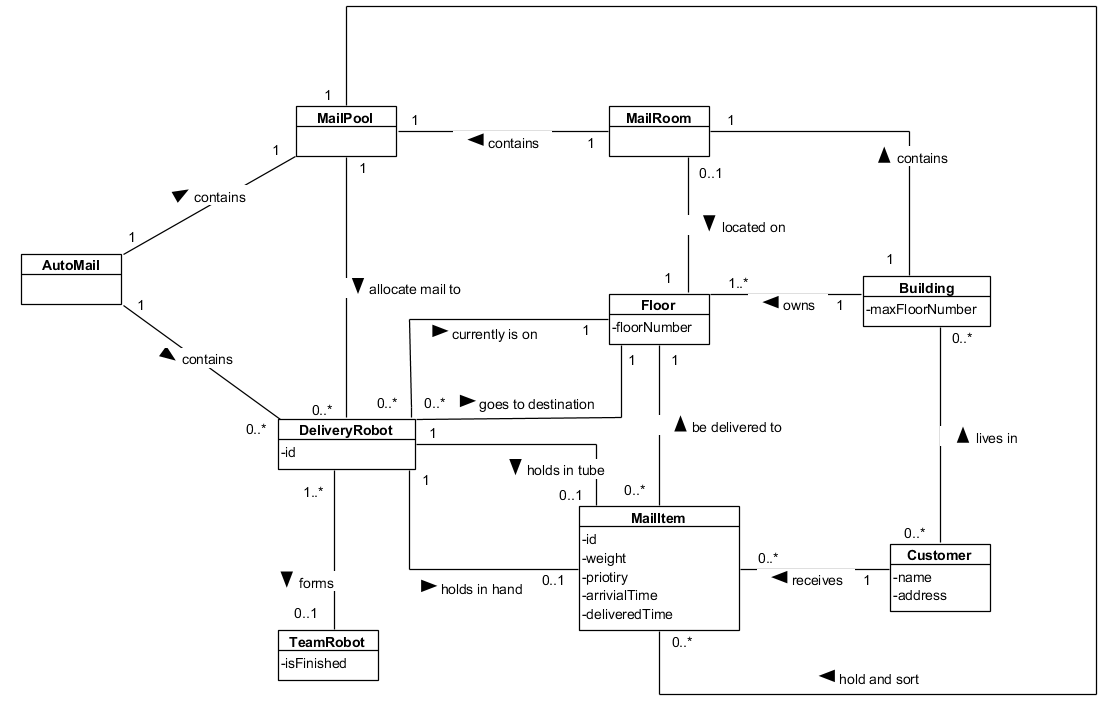 1
MailPool
1
contains
1
MailRoom
1
1
1
0..1
contains
contains
1
AutoMail
1
located on
1
Building
-maxFloorNumber
allocate mail to
1
Floor
-floorNumber
1..*
owns
1
0..*
currently is on
1
contains
1
1
0..*
0..*
0..*
goes to destination
0..*
DeliveryRobot
-id
1
be delivered to
lives in
holds in tube
1
1..*
0..1
0..*
MailItem
-id
-weight
-priotiry
-arrivialTime
-deliveredTime
0..*
Customer
-name
-address
0..*
receives
1
forms
holds in hand
0..1
0..1
TeamRobot
-isFinished
0..*
hold and sort